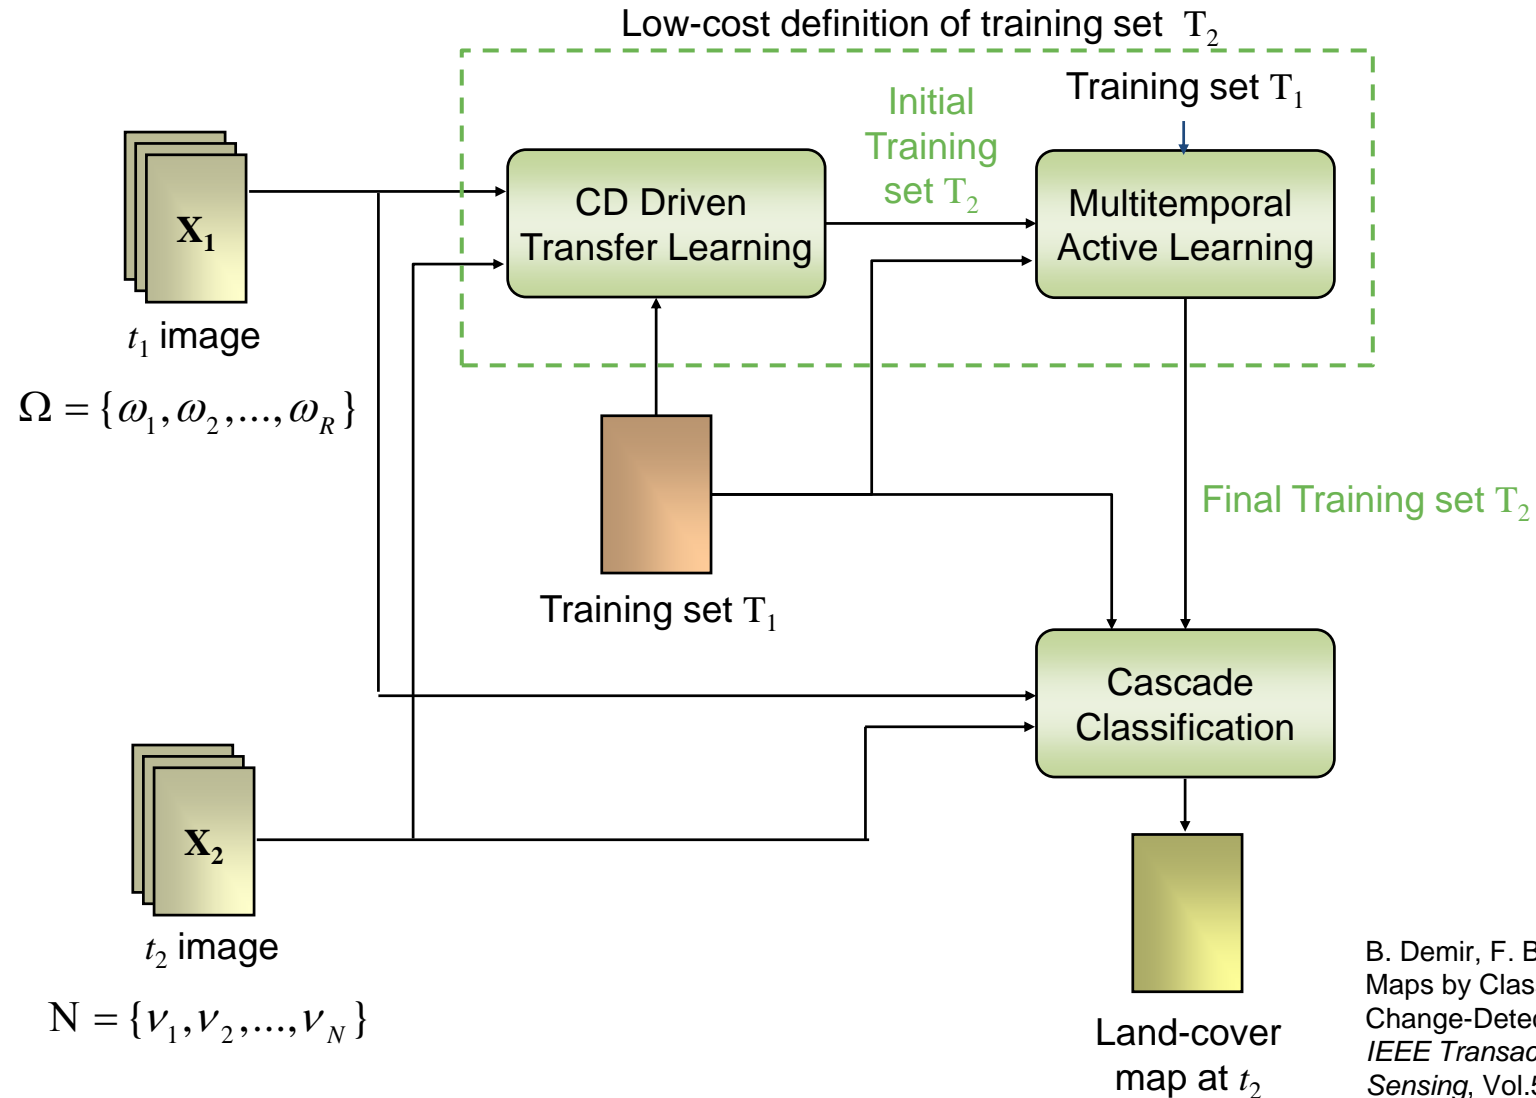 Low-cost definition of training set T₂
Training set T₁
Initial
Training
set T₂
CD Driven
Transfer Learning
Multitemporal
Active Learning
X₁
t₁ image
Ω = {ω₁, ω₂,..., ω_R}
Final Training set T₂
Training set T₁
Cascade
Classification
X₂
t₂ image
N = {ν₁, ν₂,..., ν_N}
Land-cover
map at t₂
B. Demir, F. B
Maps by Clas
Change-Detec
IEEE Transac
Sensing, Vol.5